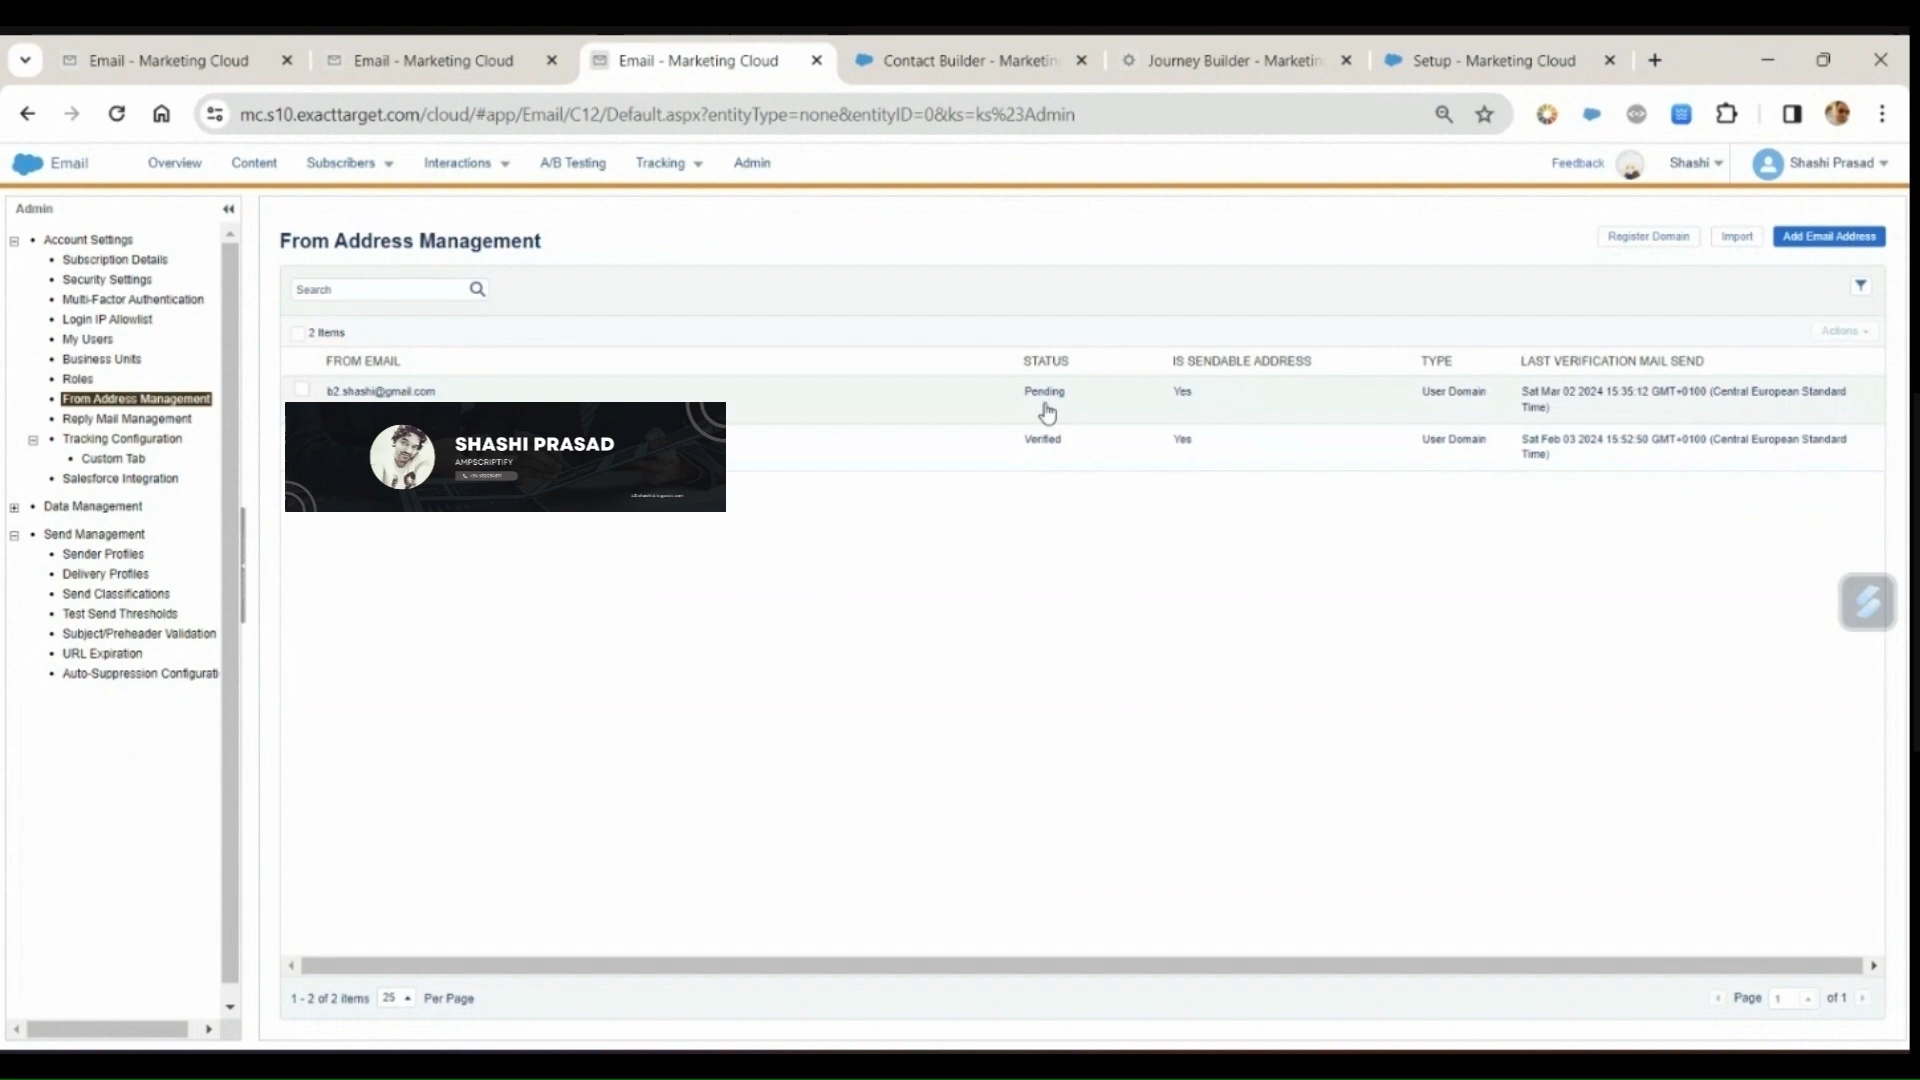 Email - Marketing Cloud
Email - Marketing Cloud
Email - Marketing Cloud
Contact Builder - Marketin
Journey Builder - Marketin
Setup - Marketing Cloud
mc.s10.exacttarget.com/cloud/#app/Email/C12/Default.aspx?entityType=none&entityID=0&ks=ks%23Admin
Email
Overview
Content
Subscribers
Interactions
A/B Testing
Tracking
Admin
Feedback
Shashi
Shashi Prasad
Admin
Account Settings
Subscription Details
Security Settings
Multi-Factor Authentication
Login IP Allowlist
My Users
Business Units
Roles
From Address Management
Reply Mail Management
Tracking Configuration
Custom Tab
Salesforce Integration
Data Management
Send Management
Sender Profiles
Delivery Profiles
Send Classifications
Test Send Thresholds
Subject/Preheader Validation
URL Expiration
Auto-Suppression Configurati
From Address Management
Register Domain
Import
Add Email Address
Search
2 Items
Actions
FROM EMAIL
STATUS
IS SENDABLE ADDRESS
TYPE
LAST VERIFICATION MAIL SEND
b2.shashi@gmail.com
Pending
Yes
User Domain
Sat Mar 02 2024 15:35:12 GMT+0100 (Central European Standard
Time)
Verified
Yes
User Domain
Sat Feb 03 2024 15:52:50 GMT+0100 (Central European Standard
Time)
SHASHI PRASAD
AMPSCRIPTIFY
1 - 2 of 2 items
25
Per Page
Page
1
of 1